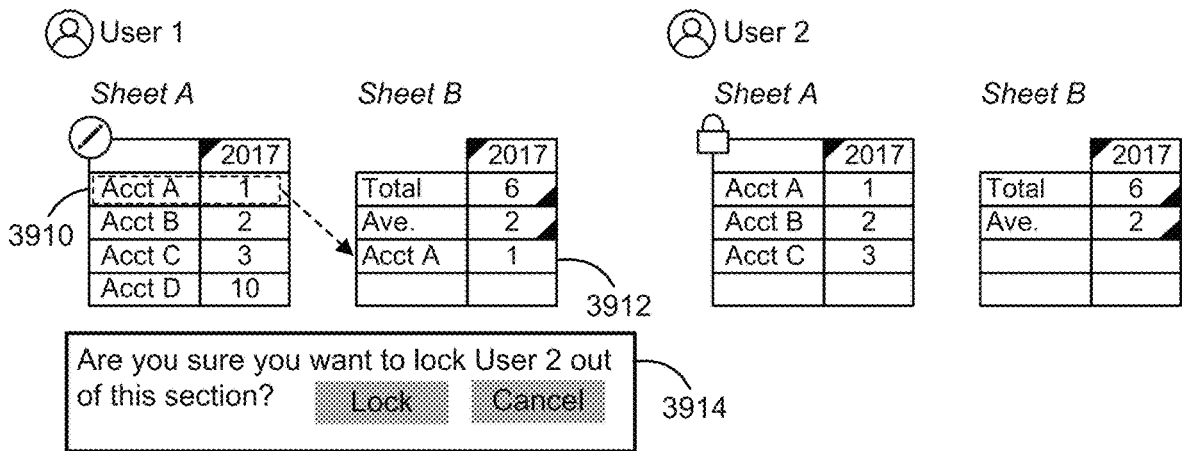 User 1 User 2
Sheet A Sheet B Sheet A Sheet B
2017 2017 2017 2017
Acct A 1 Total 6 Acct A 1 Total 6
3910 Acct B 2 Ave. 2 Acct B 2 Ave. 2
Acct C 3 Acct A 1 Acct C 3
Acct D 10 3912
Are you sure you want to lock User 2 out
of this section? Lock Cancel 3914